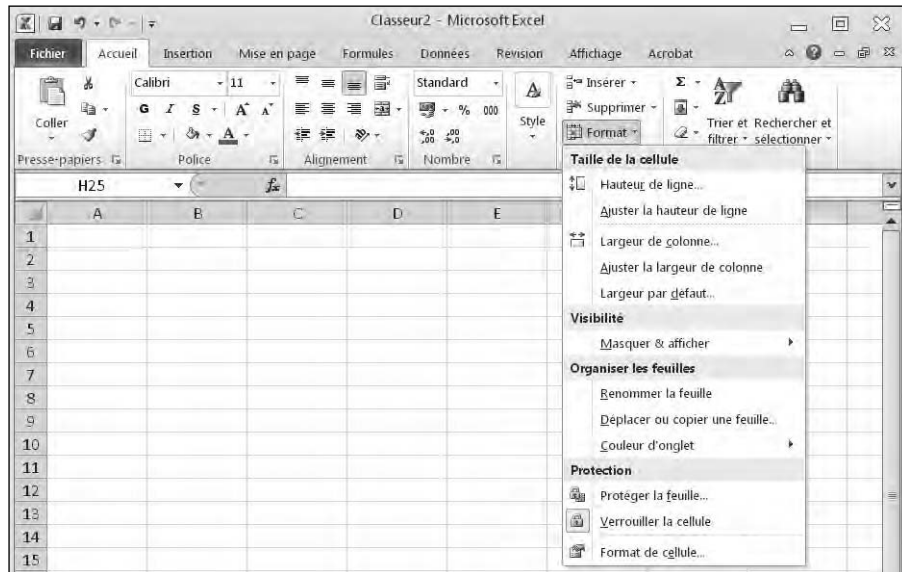 Classeur2 - Microsoft Excel
Fichier Accueil Insertion Mise en page Formules Données Revision Affichage Acrobat
Coller
Presse-papiers
Calibri 11
G I S A A
A
Police
Alignement
Standard
% 000
,00 ,00
Nombre
A
Style
Insérer
Supprimer
Format
Σ
Trier et filtrer
Rechercher et sélectionner
Taille de la cellule
Hauteur de ligne...
Ajuster la hauteur de ligne
Largeur de colonne...
Ajuster la largeur de colonne
Largeur par défaut...
Visibilité
Masquer & afficher
Organiser les feuilles
Renommer la feuille
Déplacer ou copier une feuille...
Couleur d'onglet
Protection
Protéger la feuille...
Verrouiller la cellule
Format de cellule...
H25 fx
A B C D E
1
2
3
4
5
6
7
8
9
10
11
12
13
14
15